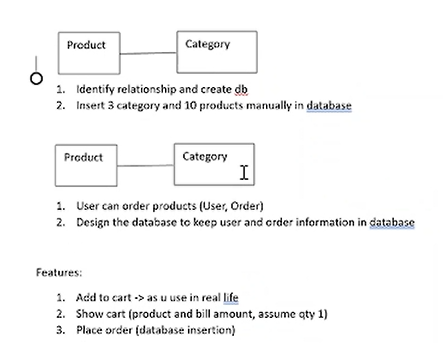 Product Category
1. Identify relationship and create db
2. Insert 3 category and 10 products manually in database
Product Category
1. User can order products (User, Order)
2. Design the database to keep user and order information in database
Features:
1. Add to cart -> as u use in real life
2. Show cart (product and bill amount, assume qty 1)
3. Place order (database insertion)